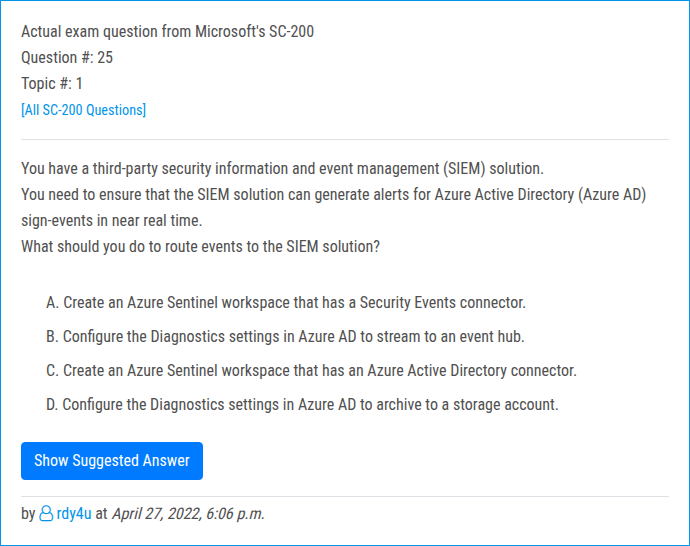 Actual exam question from Microsoft's SC-200
Question #: 25
Topic #: 1
[All SC-200 Questions]
You have a third-party security information and event management (SIEM) solution.
You need to ensure that the SIEM solution can generate alerts for Azure Active Directory (Azure AD)
sign-events in near real time.
What should you do to route events to the SIEM solution?
A. Create an Azure Sentinel workspace that has a Security Events connector.
B. Configure the Diagnostics settings in Azure AD to stream to an event hub.
C. Create an Azure Sentinel workspace that has an Azure Active Directory connector.
D. Configure the Diagnostics settings in Azure AD to archive to a storage account.
Show Suggested Answer
by rdy4u at April 27, 2022, 6:06 p.m.